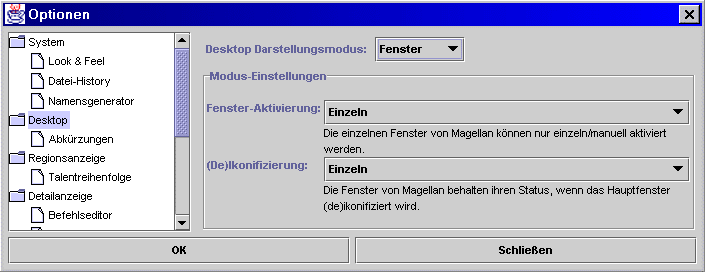 Optionen
System
Look & Feel
Datei-History
Namensgenerator
Desktop
Abkürzungen
Regionsanzeige
Talentreihenfolge
Detailanzeige
Befehlseditor
Desktop Darstellungsmodus: Fenster
Modus-Einstellungen
Fenster-Aktivierung: Einzeln
Die einzelnen Fenster von Magellan können nur einzeln/manuell aktiviert
werden.
(De)Ikonifizierung: Einzeln
Die Fenster von Magellan behalten ihren Status, wenn das Hauptfenster
(de)ikonifiziert wird.
OK
Schließen